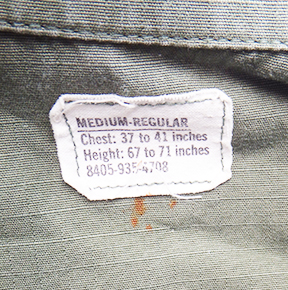 MEDIUM-REGULAR
Chest: 37 to 41 inches
Height: 67 to 71 inches
8405-935-4708